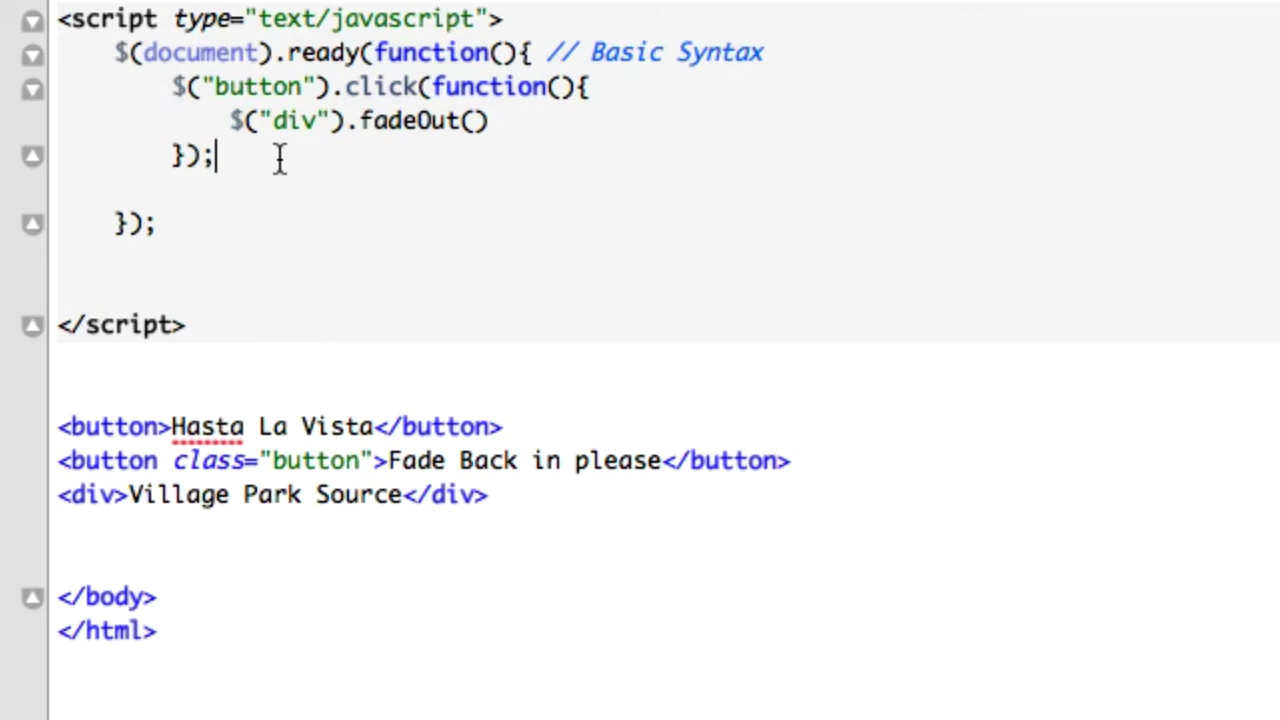 <script type="text/javascript">
$(document).ready(function(){ // Basic Syntax
$("button").click(function(){
$("div").fadeOut()
});
});
</script>
<button>Hasta La Vista</button>
<button class="button">Fade Back in please</button>
<div>Village Park Source</div>
</body>
</html>